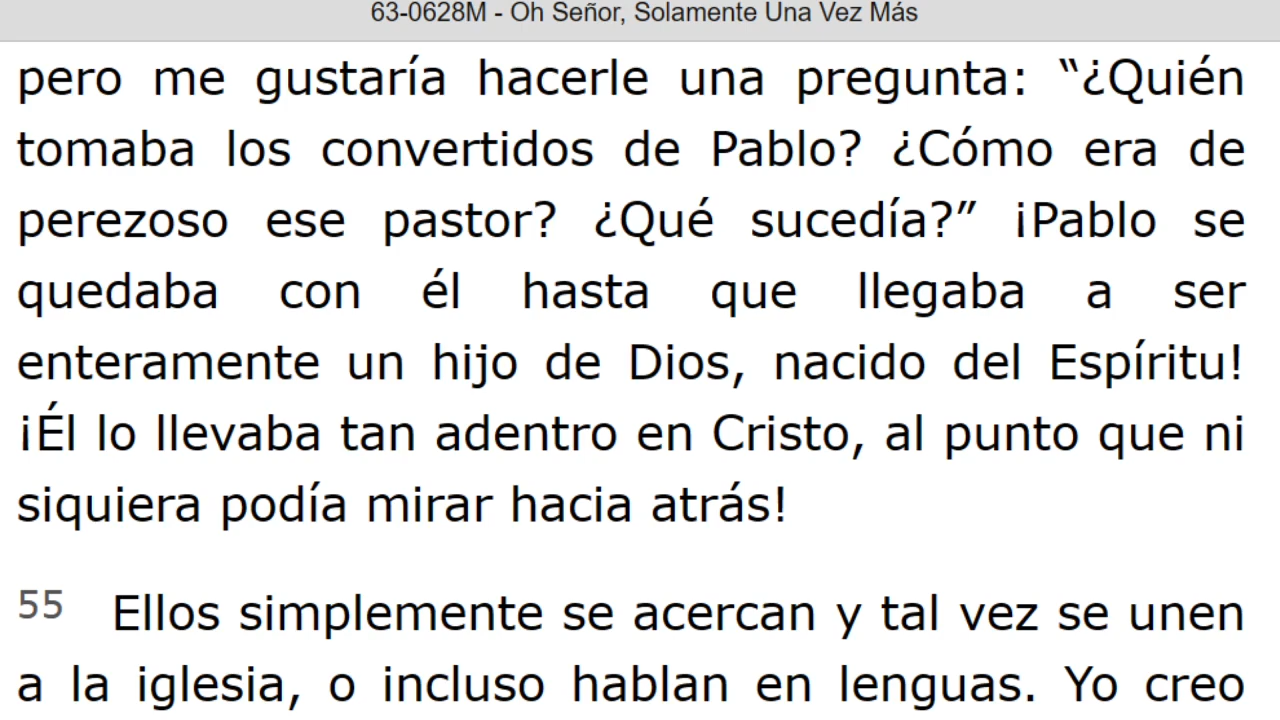 63-0628M - Oh Señor, Solamente Una Vez Más
pero me gustaría hacerle una pregunta: “¿Quién
tomaba los convertidos de Pablo? ¿Cómo era de
perezoso ese pastor? ¿Qué sucedía?” ¡Pablo se
quedaba con él hasta que llegaba a ser
enteramente un hijo de Dios, nacido del Espíritu!
¡Él lo llevaba tan adentro en Cristo, al punto que ni
siquiera podía mirar hacia atrás!
55 Ellos simplemente se acercan y tal vez se unen
a la iglesia, o incluso hablan en lenguas. Yo creo